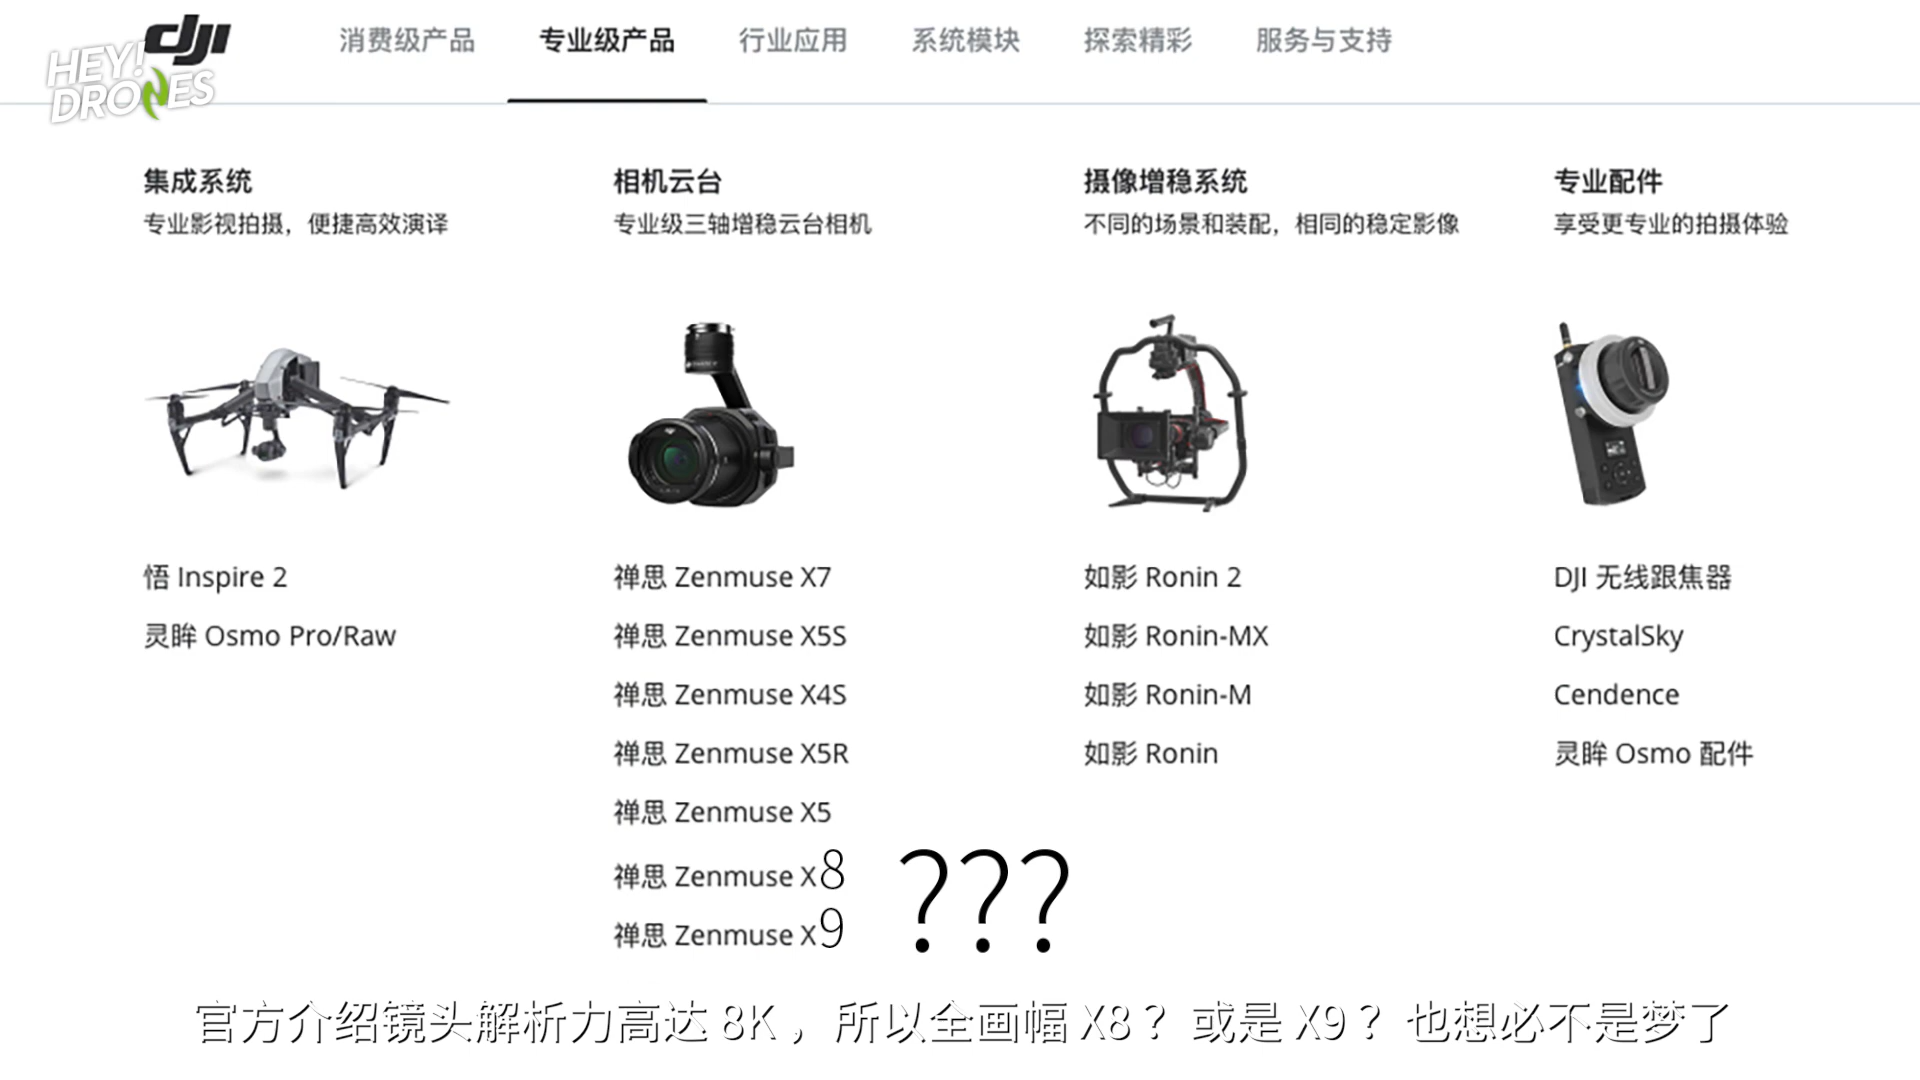 dji
HEY!
DRONES
消费级产品 专业级产品 行业应用 系统模块 探索精彩 服务与支持
集成系统
专业影视拍摄，便捷高效演译
悟 Inspire 2
灵眸 Osmo Pro/Raw
相机云台
专业级三轴增稳云台相机
禅思 Zenmuse X7
禅思 Zenmuse X5S
禅思 Zenmuse X4S
禅思 Zenmuse X5R
禅思 Zenmuse X5
禅思 Zenmuse X8
禅思 Zenmuse X9
???
摄像增稳系统
不同的场景和装配，相同的稳定影像
如影 Ronin 2
如影 Ronin-MX
如影 Ronin-M
如影 Ronin
专业配件
享受更专业的拍摄体验
DJI 无线跟焦器
CrystalSky
Cendence
灵眸 Osmo 配件
官方介绍镜头解析力高达 8K ，所以全画幅 X8？或是 X9？也想必不是梦了